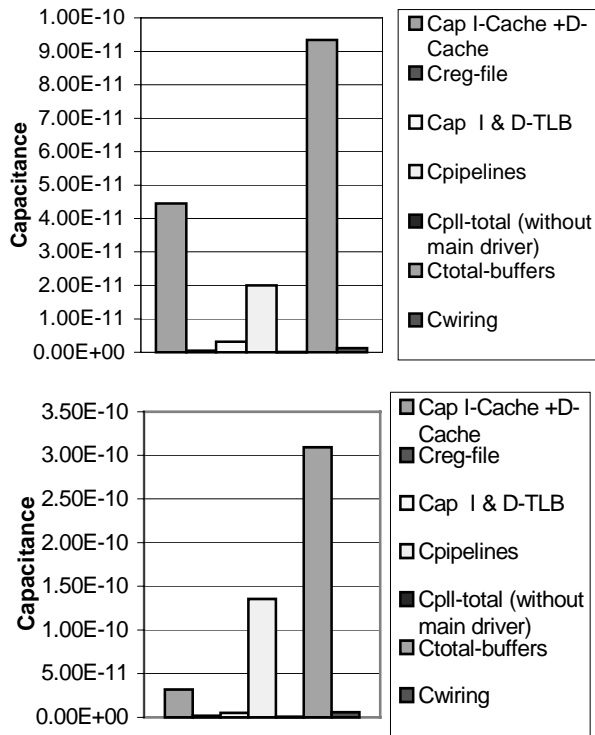 1.00E-10
9.00E-11
8.00E-11
7.00E-11
6.00E-11
5.00E-11
4.00E-11
3.00E-11
2.00E-11
1.00E-11
0.00E+00
Capacitance
Cap I-Cache +D-
Cache
Creg-file
Cap I & D-TLB
Cpipelines
Cpll-total (without
main driver)
Ctotal-buffers
Cwiring
3.50E-10
3.00E-10
2.50E-10
2.00E-10
1.50E-10
1.00E-10
5.00E-11
0.00E+00
Capacitance
Cap I-Cache +D-
Cache
Creg-file
Cap I & D-TLB
Cpipelines
Cpll-total (without
main driver)
Ctotal-buffers
Cwiring